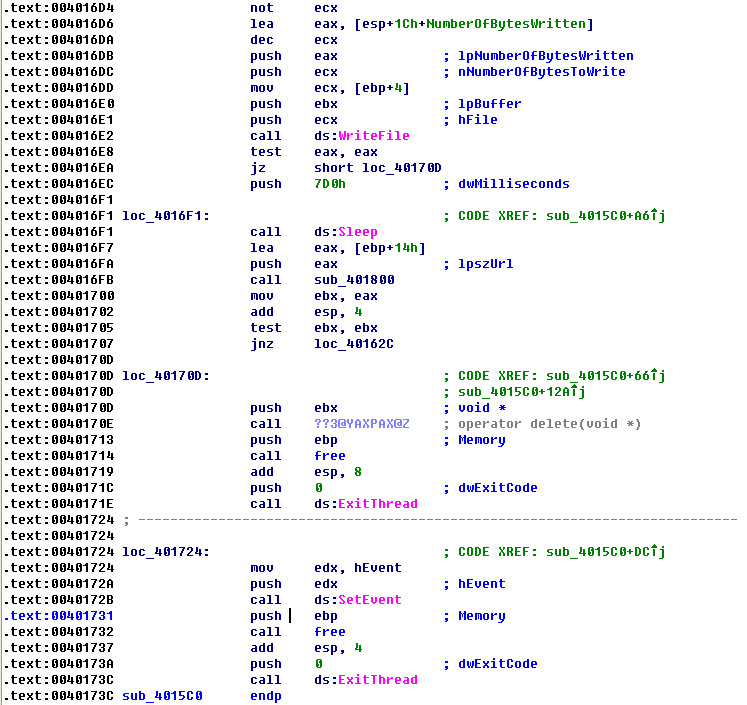 .text:004016D4 not ecx
.text:004016D6 lea eax, [esp+1Ch+NumberOfBytesWritten]
.text:004016DA dec ecx
.text:004016DB push eax ; lpNumberOfBytesWritten
.text:004016DC push ecx ; nNumberOfBytesToWrite
.text:004016DD mov ecx, [ebp+4]
.text:004016E0 push ebx ; lpBuffer
.text:004016E1 push ecx ; hFile
.text:004016E2 call ds:WriteFile
.text:004016E8 test eax, eax
.text:004016EA jz short loc_40170D
.text:004016EC push 7D0h ; dwMilliseconds
.text:004016F1
.text:004016F1 loc_4016F1: ; CODE XREF: sub_4015C0+A6↑j
.text:004016F1 call ds:Sleep
.text:004016F7 lea eax, [ebp+14h]
.text:004016FA push eax ; lpszUrl
.text:004016FB call sub_401800
.text:00401700 mov ebx, eax
.text:00401702 add esp, 4
.text:00401705 test ebx, ebx
.text:00401707 jnz loc_40162C
.text:0040170D
.text:0040170D loc_40170D: ; CODE XREF: sub_4015C0+66↑j
.text:0040170D ; sub_4015C0+12A↑j
.text:0040170D push ebx ; void *
.text:0040170E call ??3@YAXPAX@Z ; operator delete(void *)
.text:00401713 push ebp ; Memory
.text:00401714 call free
.text:00401719 add esp, 8
.text:0040171C push 0 ; dwExitCode
.text:0040171E call ds:ExitThread
.text:00401724 ; ---------------------------------------------------------------------------
.text:00401724
.text:00401724 loc_401724: ; CODE XREF: sub_4015C0+DC↑j
.text:00401724 mov edx, hEvent
.text:0040172A push edx ; hEvent
.text:0040172B call ds:SetEvent
.text:00401731 push ebp ; Memory
.text:00401732 call free
.text:00401737 add esp, 4
.text:0040173A push 0 ; dwExitCode
.text:0040173C call ds:ExitThread
.text:0040173C sub_4015C0 endp